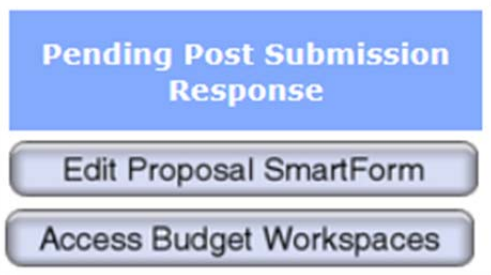 Pending Post Submission
Response
Edit Proposal SmartForm
Access Budget Workspaces